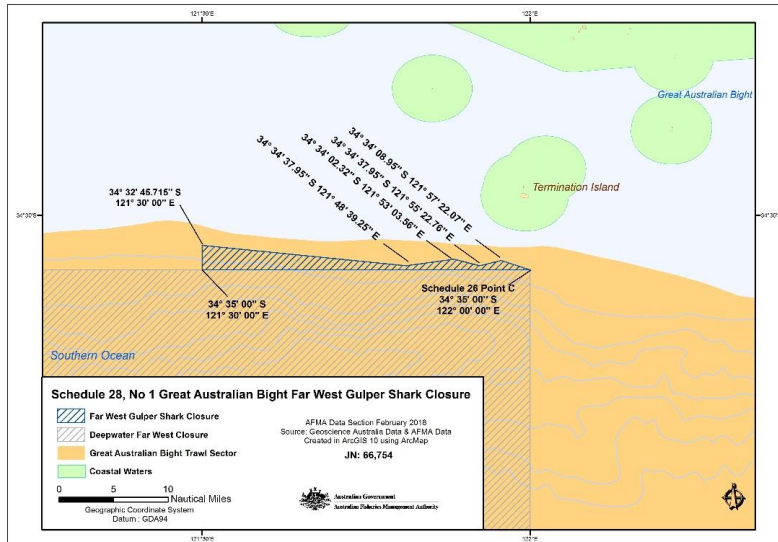 121°30'E
122°E
Great Australian Bight
34° 34' 08.95" S 121° 57' 22.07" E
34° 34' 37.95" S 121° 55' 22.76" E
34° 34' 02.32" S 121° 53' 03.56" E
34° 34' 37.95" S 121° 48' 39.25" E
34° 32' 45.715" S
121° 30' 00" E
Termination Island
34°30'S
34°30'S
Schedule 26 Point C
34° 35' 00" S
122° 00' 00" E
34° 35' 00" S
121° 30' 00" E
Southern Ocean
Schedule 28, No 1 Great Australian Bight Far West Gulper Shark Closure
Far West Gulper Shark Closure
Deepwater Far West Closure
Great Australian Bight Trawl Sector
Coastal Waters
AFMA Data Section February 2018
Source: Geoscience Australia Data & AFMA Data
Created in ArcGIS 10 using ArcMap
JN: 66,754
0 5 10
Nautical Miles
Geographic Coordinate System
Datum : GDA94
Australian Government
Australian Fisheries Management Authority
121°30'E
122°E